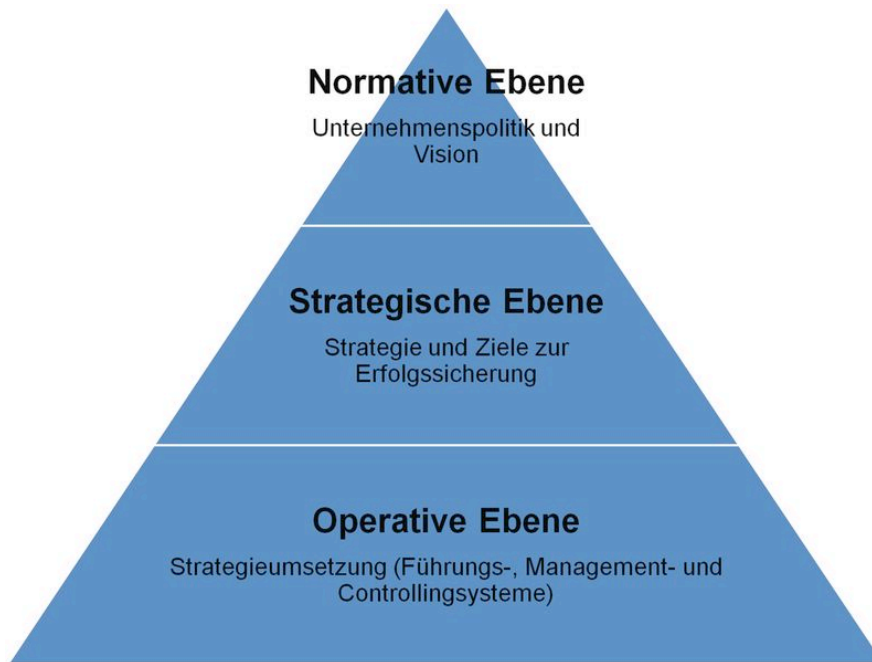 Normative Ebene
Unternehmenspolitik und
Vision
Strategische Ebene
Strategie und Ziele zur
Erfolgssicherung
Operative Ebene
Strategieumsetzung (Führungs-, Management- und
Controllingsysteme)